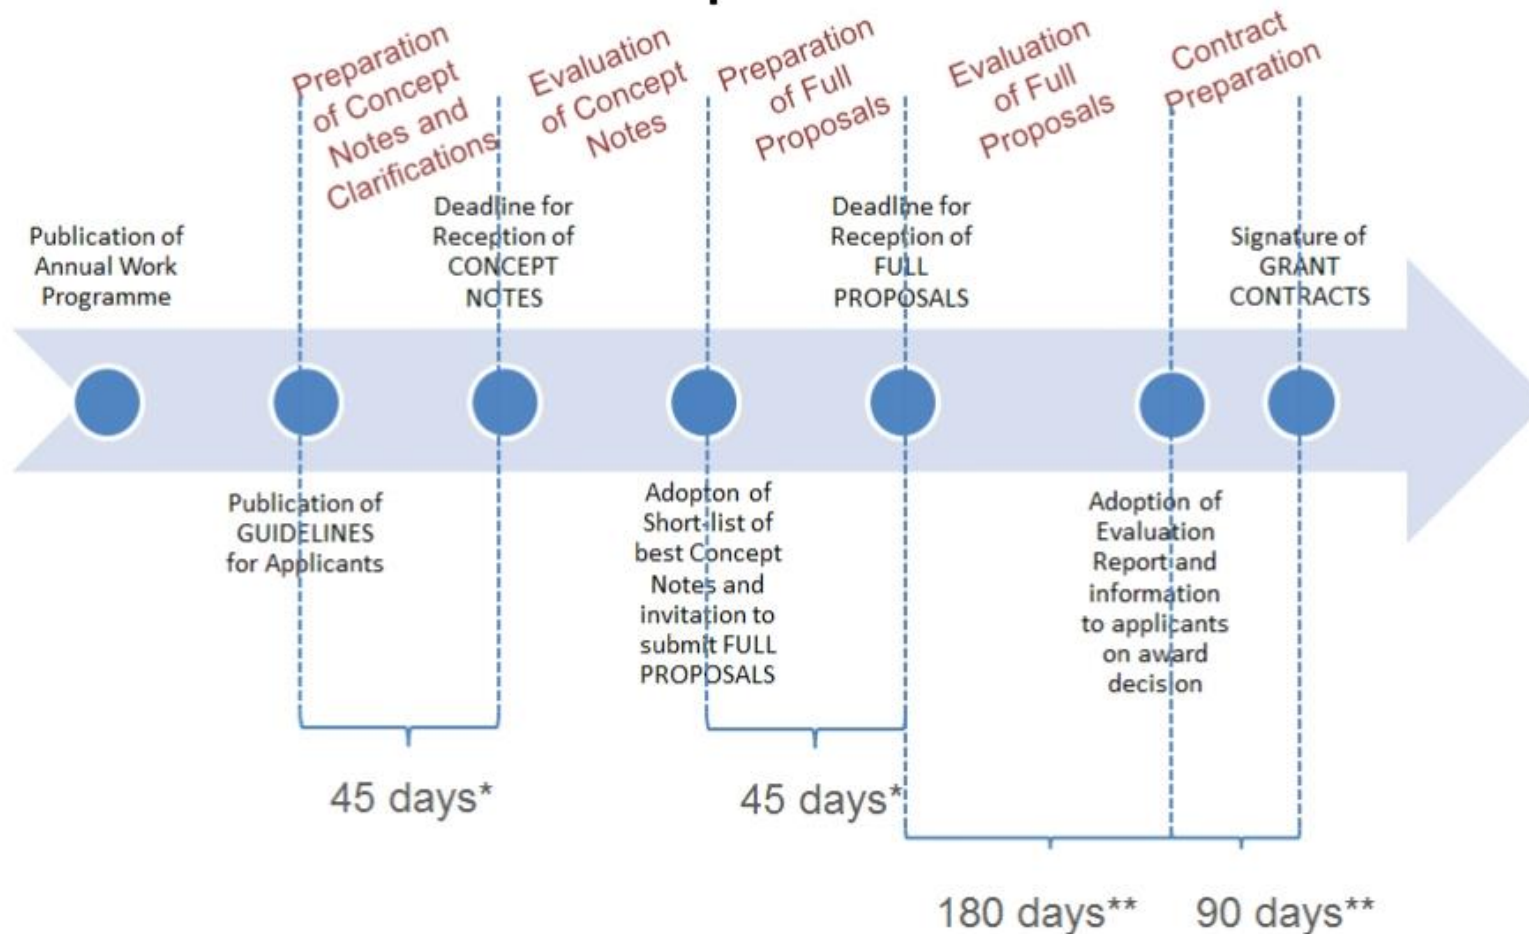 Preparation
of Concept
Notes and
Clarifications
Evaluation
of Concept
Notes
Preparation
of Full
Proposals
Evaluation
of Full
Proposals
Contract
Preparation
Publication of
Annual Work
Programme
Deadline for
Reception of
CONCEPT
NOTES
Deadline for
Reception of
FULL
PROPOSALS
Signature of
GRANT
CONTRACTS
Publication of
GUIDELINES
for Applicants
Adopton of
Short-list of
best Concept
Notes and
invitation to
submit FULL
PROPOSALS
Adoption of
Evaluation
Report and
information
to applicants
on award
decision
45 days*
45 days*
180 days**
90 days**